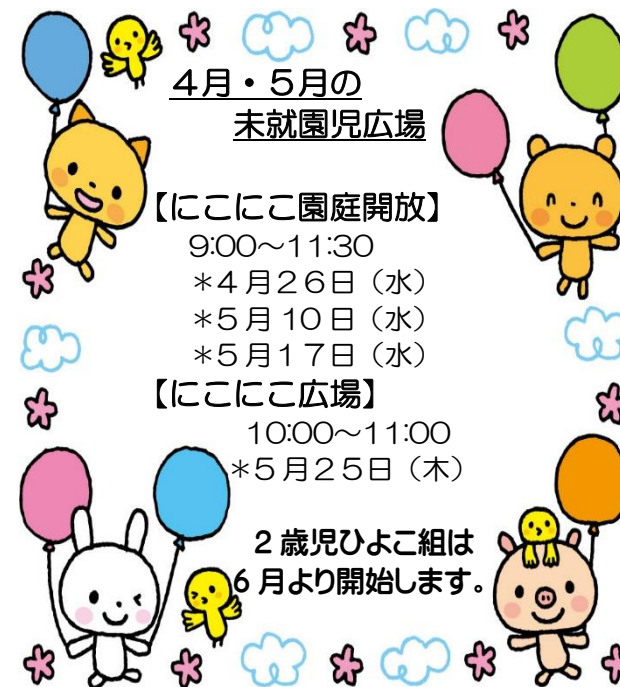 4月・5月の
未就園児広場
【にこにこ園庭開放】
9:00～11:30
＊4月26日（水）
＊5月10日（水）
＊5月17日（水）
【にこにこ広場】
10:00～11:00
＊5月25日（木）
2歳児ひよこ組は
6月より開始します。